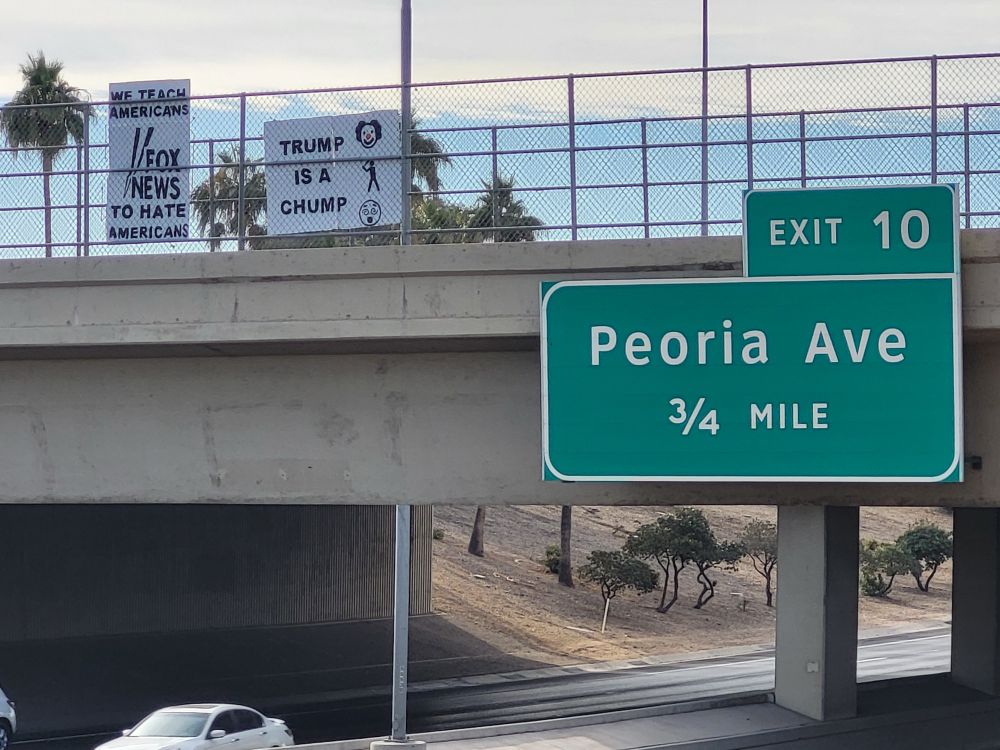 WE TEACH
AMERICANS
FOX
NEWS
TO HATE
AMERICANS
TRUMP
IS A
CHUMP
EXIT 10
Peoria Ave
3/4 MILE